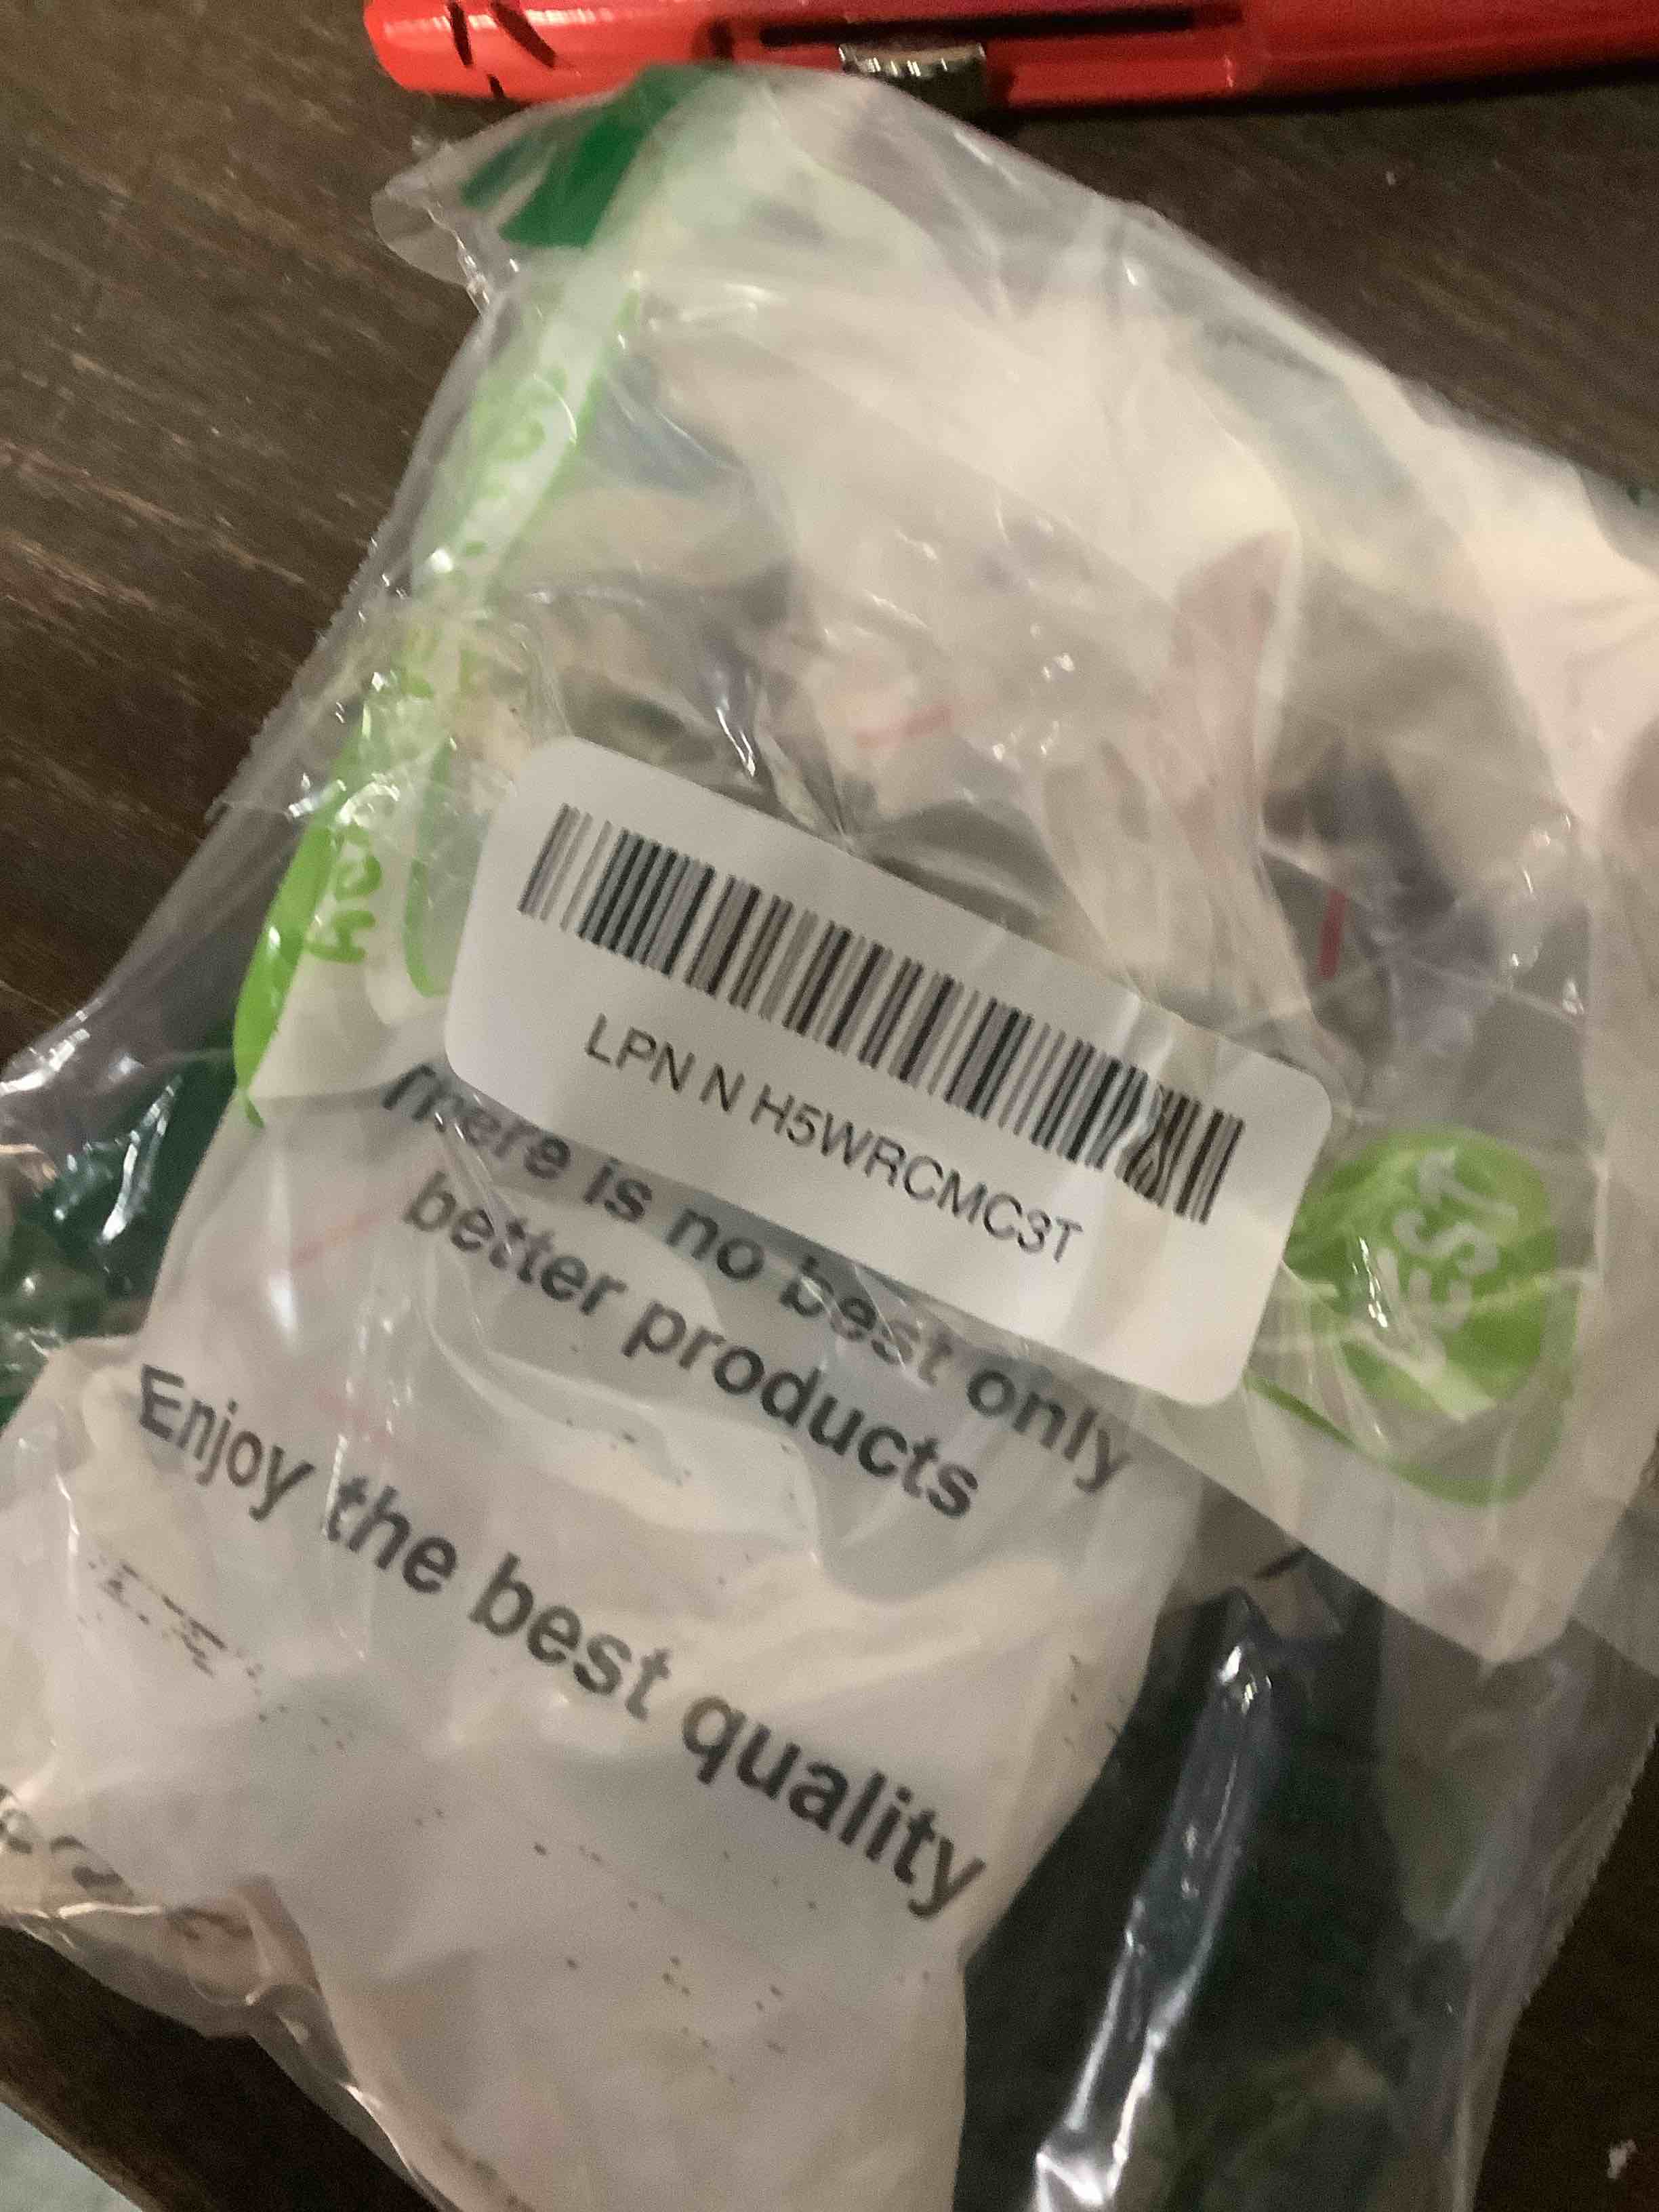 LPN N H5WRCMC3T
There is no best only
better products
Enjoy the best quality